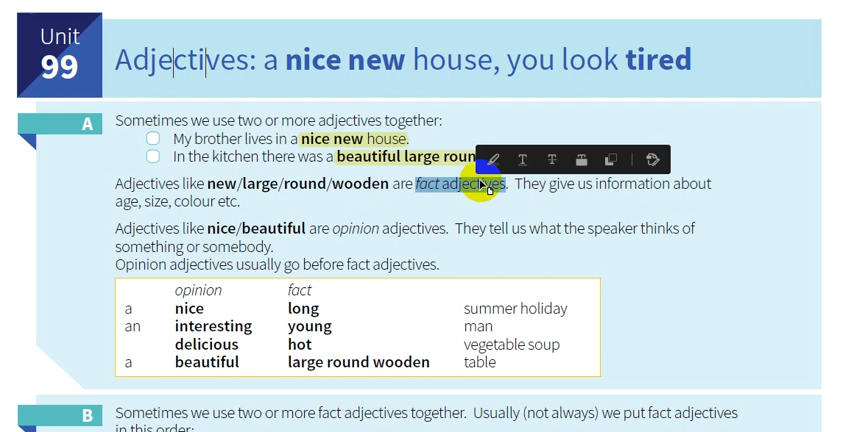 Unit
99
Adjectives: a nice new house, you look tired
A
Sometimes we use two or more adjectives together:
My brother lives in a nice new house.
In the kitchen there was a beautiful large roun
Adjectives like new/large/round/wooden are fact adjectives. They give us information about
age, size, colour etc.
Adjectives like nice/beautiful are opinion adjectives. They tell us what the speaker thinks of
something or somebody.
Opinion adjectives usually go before fact adjectives.
opinion fact
a nice long summer holiday
an interesting young man
delicious hot vegetable soup
a beautiful large round wooden table
B
Sometimes we use two or more fact adjectives together. Usually (not always) we put fact adjectives
in this order: